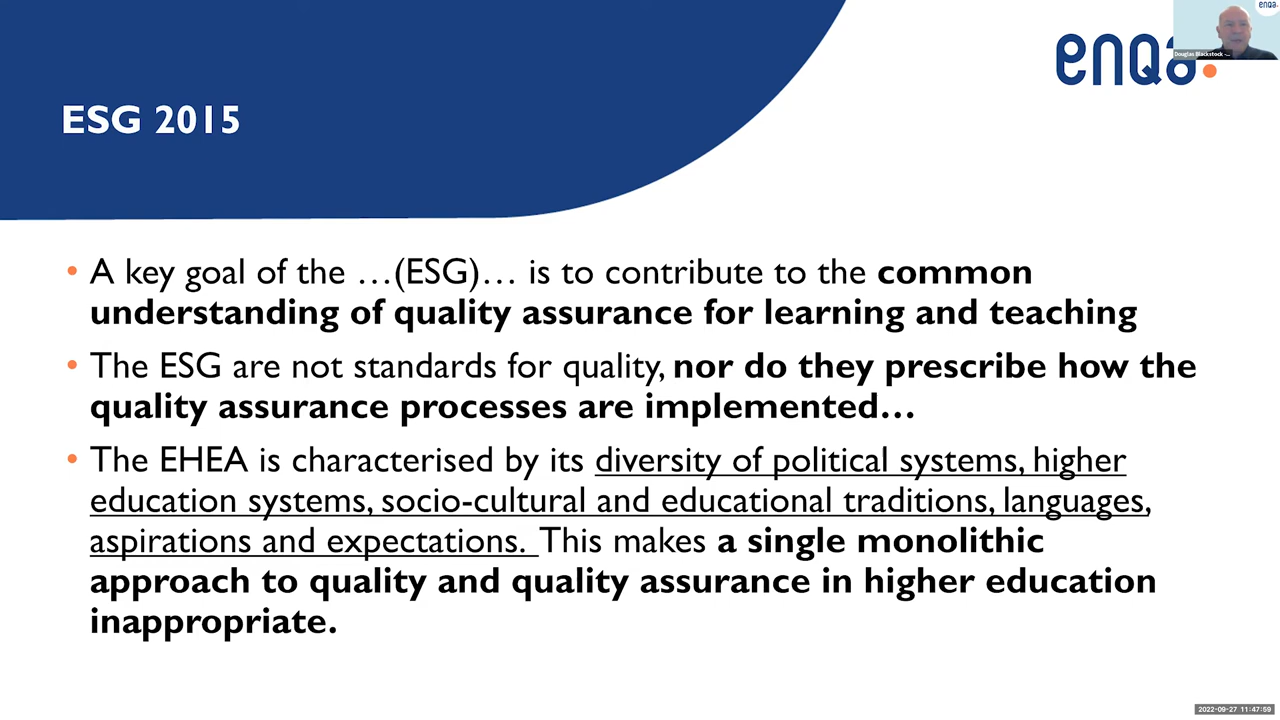 enqa.
enqa.
Douglas Blackstock -...
ESG 2015
• A key goal of the …(ESG)… is to contribute to the common
understanding of quality assurance for learning and teaching
• The ESG are not standards for quality, nor do they prescribe how the
quality assurance processes are implemented…
• The EHEA is characterised by its diversity of political systems, higher
education systems, socio-cultural and educational traditions, languages,
aspirations and expectations. This makes a single monolithic
approach to quality and quality assurance in higher education
inappropriate.
2022-09-27 11:47:59